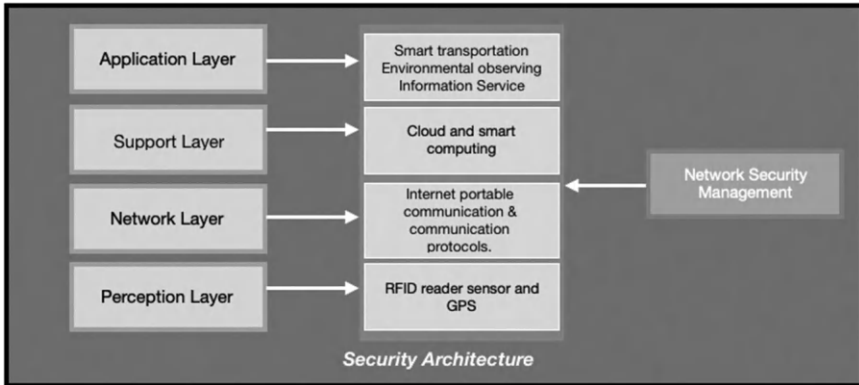 Application Layer
Smart transportation
Environmental observing
Information Service
Support Layer
Cloud and smart
computing
Network Layer
Internet portable
communication &
communication
protocols.
Perception Layer
RFID reader sensor and
GPS
Network Security
Management
Security Architecture